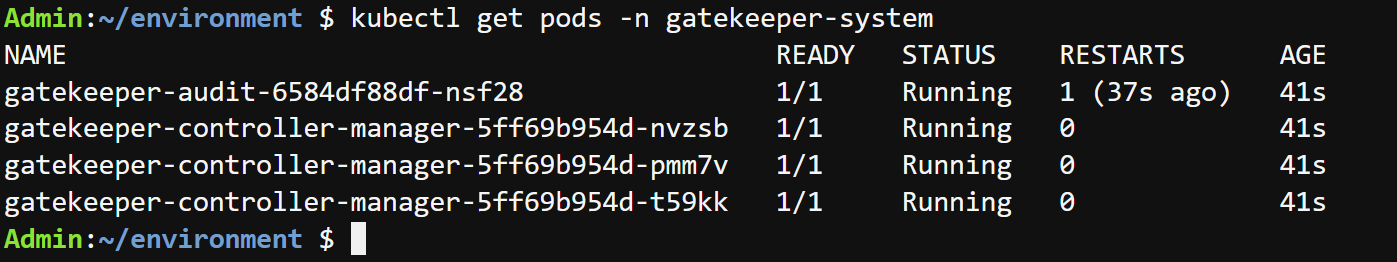 Admin:~/environment $ kubectl get pods -n gatekeeper-system
NAME READY STATUS RESTARTS AGE
gatekeeper-audit-6584df88df-nsf28 1/1 Running 1 (37s ago) 41s
gatekeeper-controller-manager-5ff69b954d-nvzsb 1/1 Running 0 41s
gatekeeper-controller-manager-5ff69b954d-pmm7v 1/1 Running 0 41s
gatekeeper-controller-manager-5ff69b954d-t59kk 1/1 Running 0 41s
Admin:~/environment $